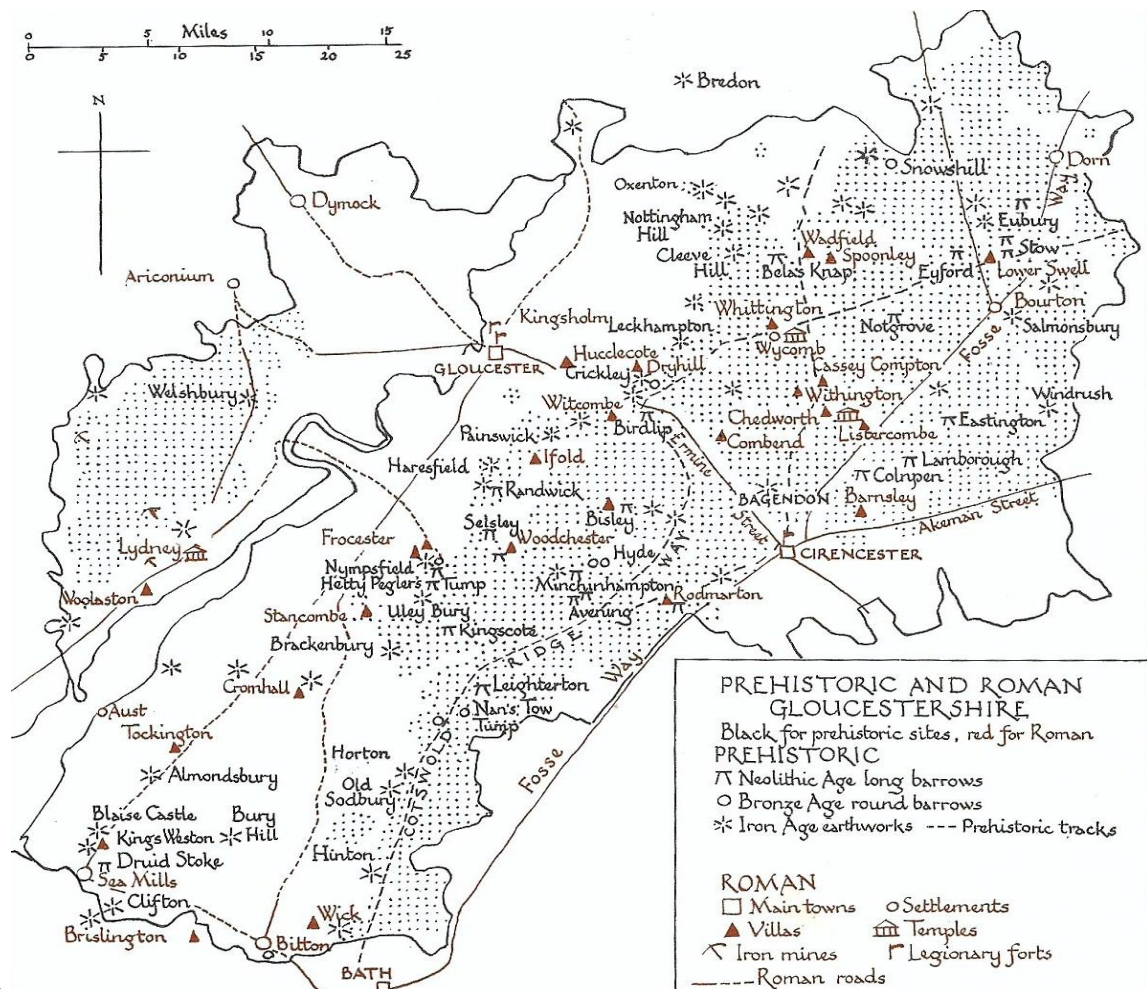 Miles
0 5 10 15
0 5 10 15 20 25
N
Bredon
Dymock
Snowshill
Dorn
Oxenton
Nottingham
Hill
Cleeve
Hill
Wadfield
Spoonley
Belas Knap
Eyford
Eubury
Stow
Lower Swell
Way
Ariconium
Bourton
Whittington
Kingsholm
Leckhampton
Notgrove
Salmonsbury
Wycomb
Fosse
GLOUCESTER
Hucclecote
Crickley
Dryhill
Cassey Compton
Withington
Welshbury
Witcombe
Birdlip
Chedworth
Combend
Listercombe
Windrush
Eastington
Painswick
Ifold
Ermine
Street
Haresfield
Randwick
Lamborough
Colnpen
BAGENDON
Barnsley
Bisley
Akeman Street
Selsley
Woodchester
Lydney
Frocester
Nympsfield
Hyde
CIRENCESTER
Hetty Pegler's Tump
Minchinhampton
WAY
Woolaston
Stancombe
Uley Bury
Avening
Rodmarton
Kingscote
Brackenbury
RIDGE
Way
Cromhall
Leighterton
Aust
Nan's Tow
Tump
Tockington
Horton
Fosse
Almondsbury
Old
Sodbury
COTSWOLD
Blaise Castle
Bury
Hill
Kings Weston
Druid Stoke
Hinton
Sea Mills
Clifton
Wick
Brislington
Bitton
BATH
PREHISTORIC AND ROMAN
GLOUCESTERSHIRE
Black for prehistoric sites, red for Roman
PREHISTORIC
Neolithic Age long barrows
Bronze Age round barrows
Iron Age earthworks --- Prehistoric tracks
ROMAN
Main towns Settlements
Villas Temples
Iron mines Legionary forts
Roman roads